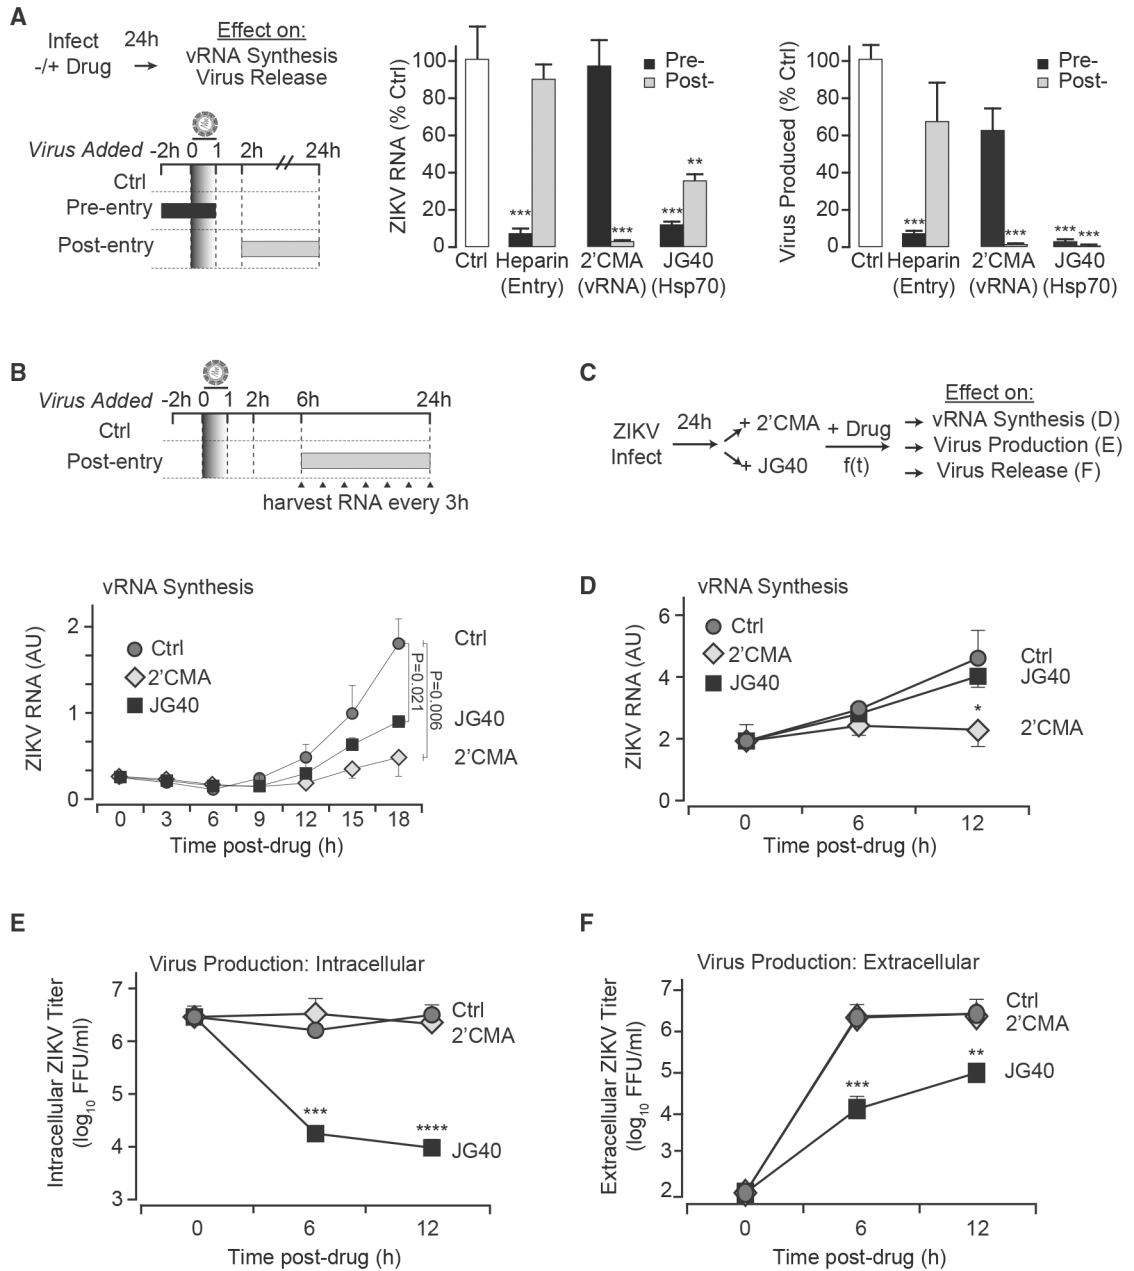 A
Infect
-/+ Drug
24h
Effect on:
vRNA Synthesis
Virus Release
Virus Added -2h 0 1 2h 24h
Ctrl
Pre-entry
Post-entry
ZIKV RNA (% Ctrl)
100
80
60
40
20
0
Pre-
Post-
***
***
***
**
Ctrl Heparin 2'CMA JG40
(Entry) (vRNA) (Hsp70)
Virus Produced (% Ctrl)
100
80
60
40
20
0
Pre-
Post-
***
***
*** ***
Ctrl Heparin 2'CMA JG40
(Entry) (vRNA) (Hsp70)
B
Virus Added -2h 0 1 2h 6h 24h
Ctrl
Post-entry
harvest RNA every 3h
vRNA Synthesis
ZIKV RNA (AU)
2
1
0
Ctrl
2'CMA
JG40
P=0.021
P=0.006
Ctrl
JG40
2'CMA
0 3 6 9 12 15 18
Time post-drug (h)
C
ZIKV
Infect
24h
+ 2'CMA
+ JG40
+ Drug
f(t)
Effect on:
vRNA Synthesis (D)
Virus Production (E)
Virus Release (F)
D
vRNA Synthesis
ZIKV RNA (AU)
6
4
2
0
Ctrl
2'CMA
JG40
Ctrl
JG40
*
2'CMA
0 6 12
Time post-drug (h)
E
Virus Production: Intracellular
Intracellular ZIKV Titer
(log10 FFU/ml)
7
6
5
4
3
Ctrl
2'CMA
***
****
JG40
0 6 12
Time post-drug (h)
F
Virus Production: Extracellular
Extracellular ZIKV Titer
(log10 FFU/ml)
7
6
5
4
3
2
Ctrl
2'CMA
**
***
JG40
0 6 12
Time post-drug (h)